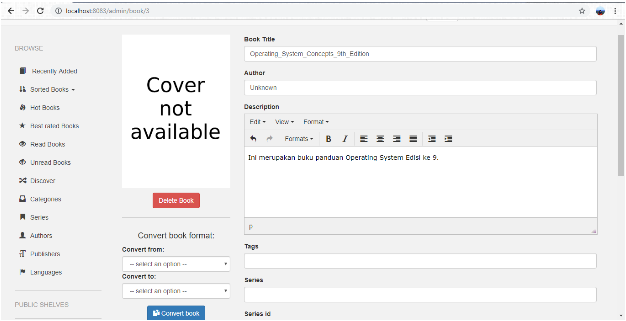 localhost:8083/admin/book/3
BROWSE
Recently Added
Sorted Books
Hot Books
Best rated Books
Read Books
Unread Books
Discover
Categories
Series
Authors
Publishers
Languages
PUBLIC SHELVES
Cover
not
available
Delete Book
Convert book format:
Convert from:
-- select an option --
Convert to:
-- select an option --
Convert book
Book Title
Operating_System_Concepts_9th_Edition
Author
Unknown
Description
Edit View Format
Formats B I
Ini merupakan buku panduan Operating System Edisi ke 9.
p
Tags
Series
Series id